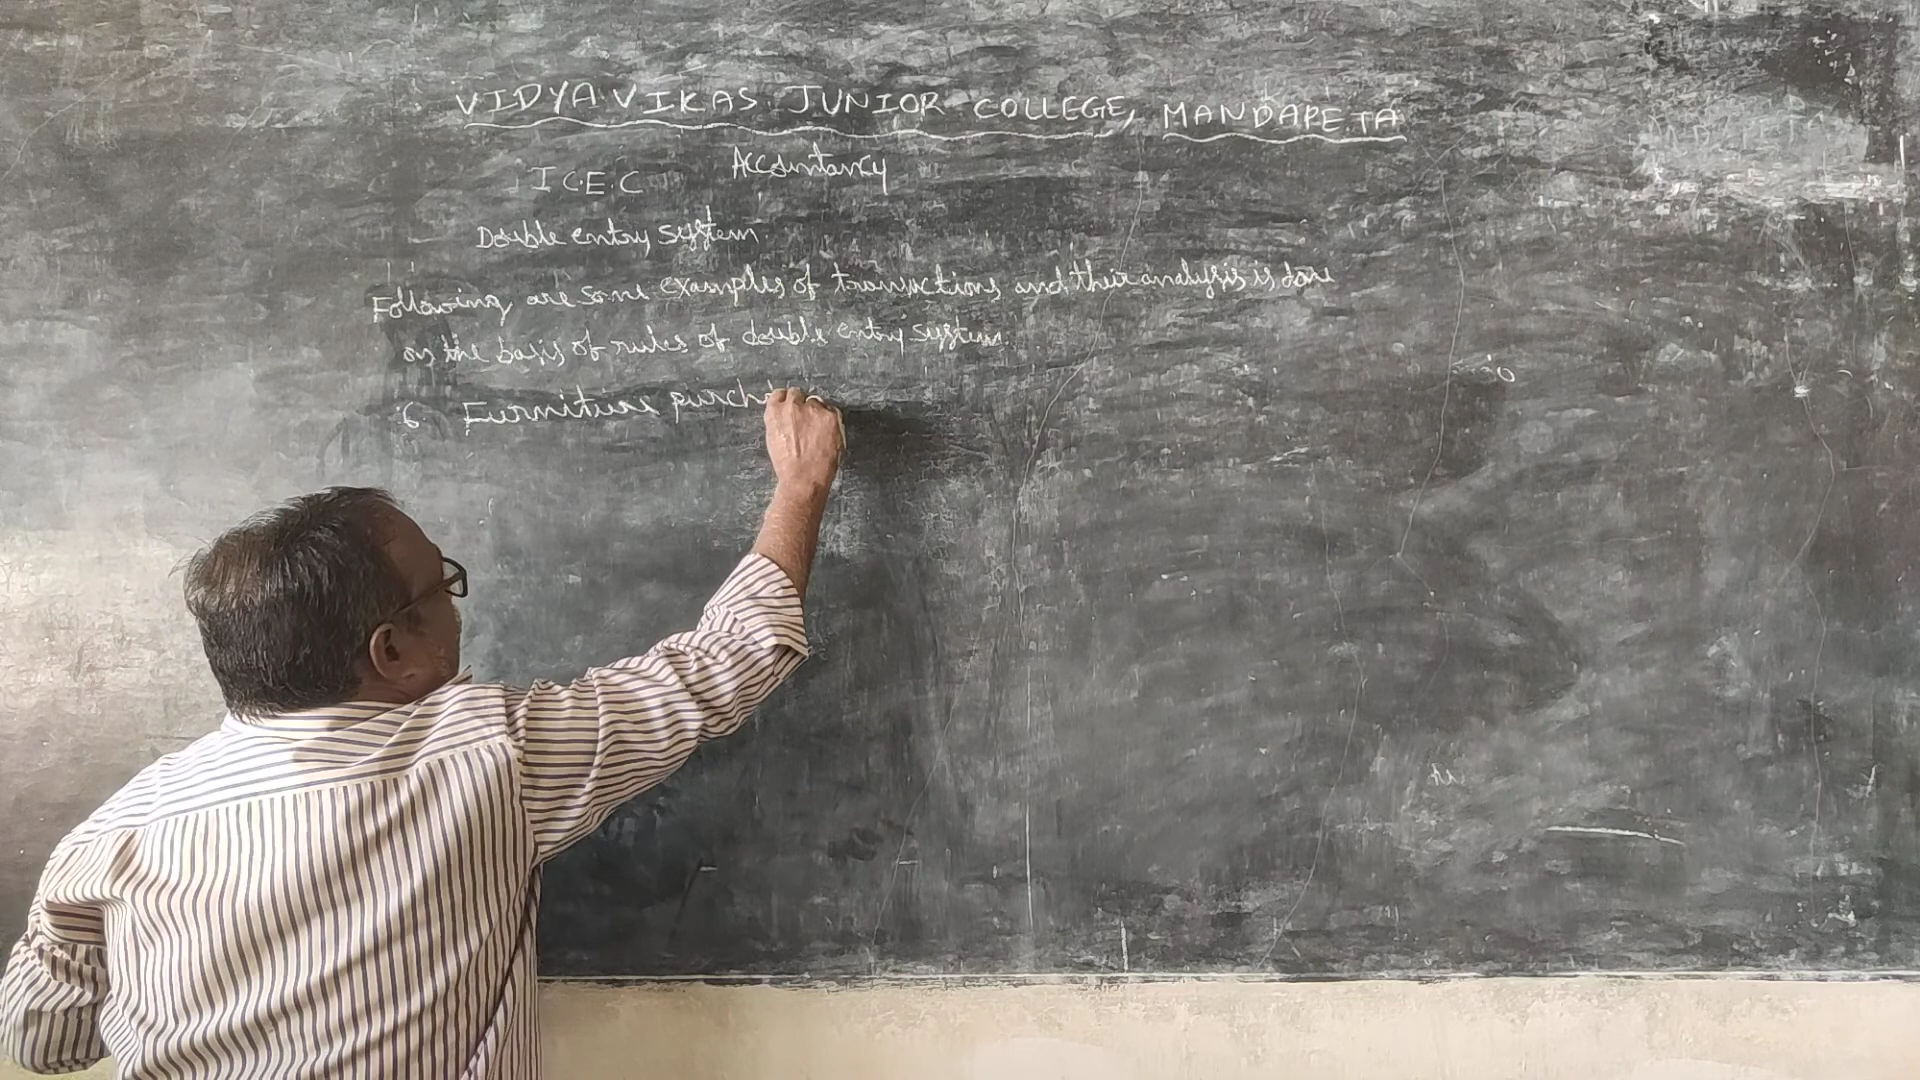 VIDYA.VIKAS. JUNIOR COLLEGE, MANDAPETA
I C.E.C Accountancy
Double entry system
Following are some examples of transactions and their analysis is done
on the basis of rules of double entry system.
6. Furniture purch